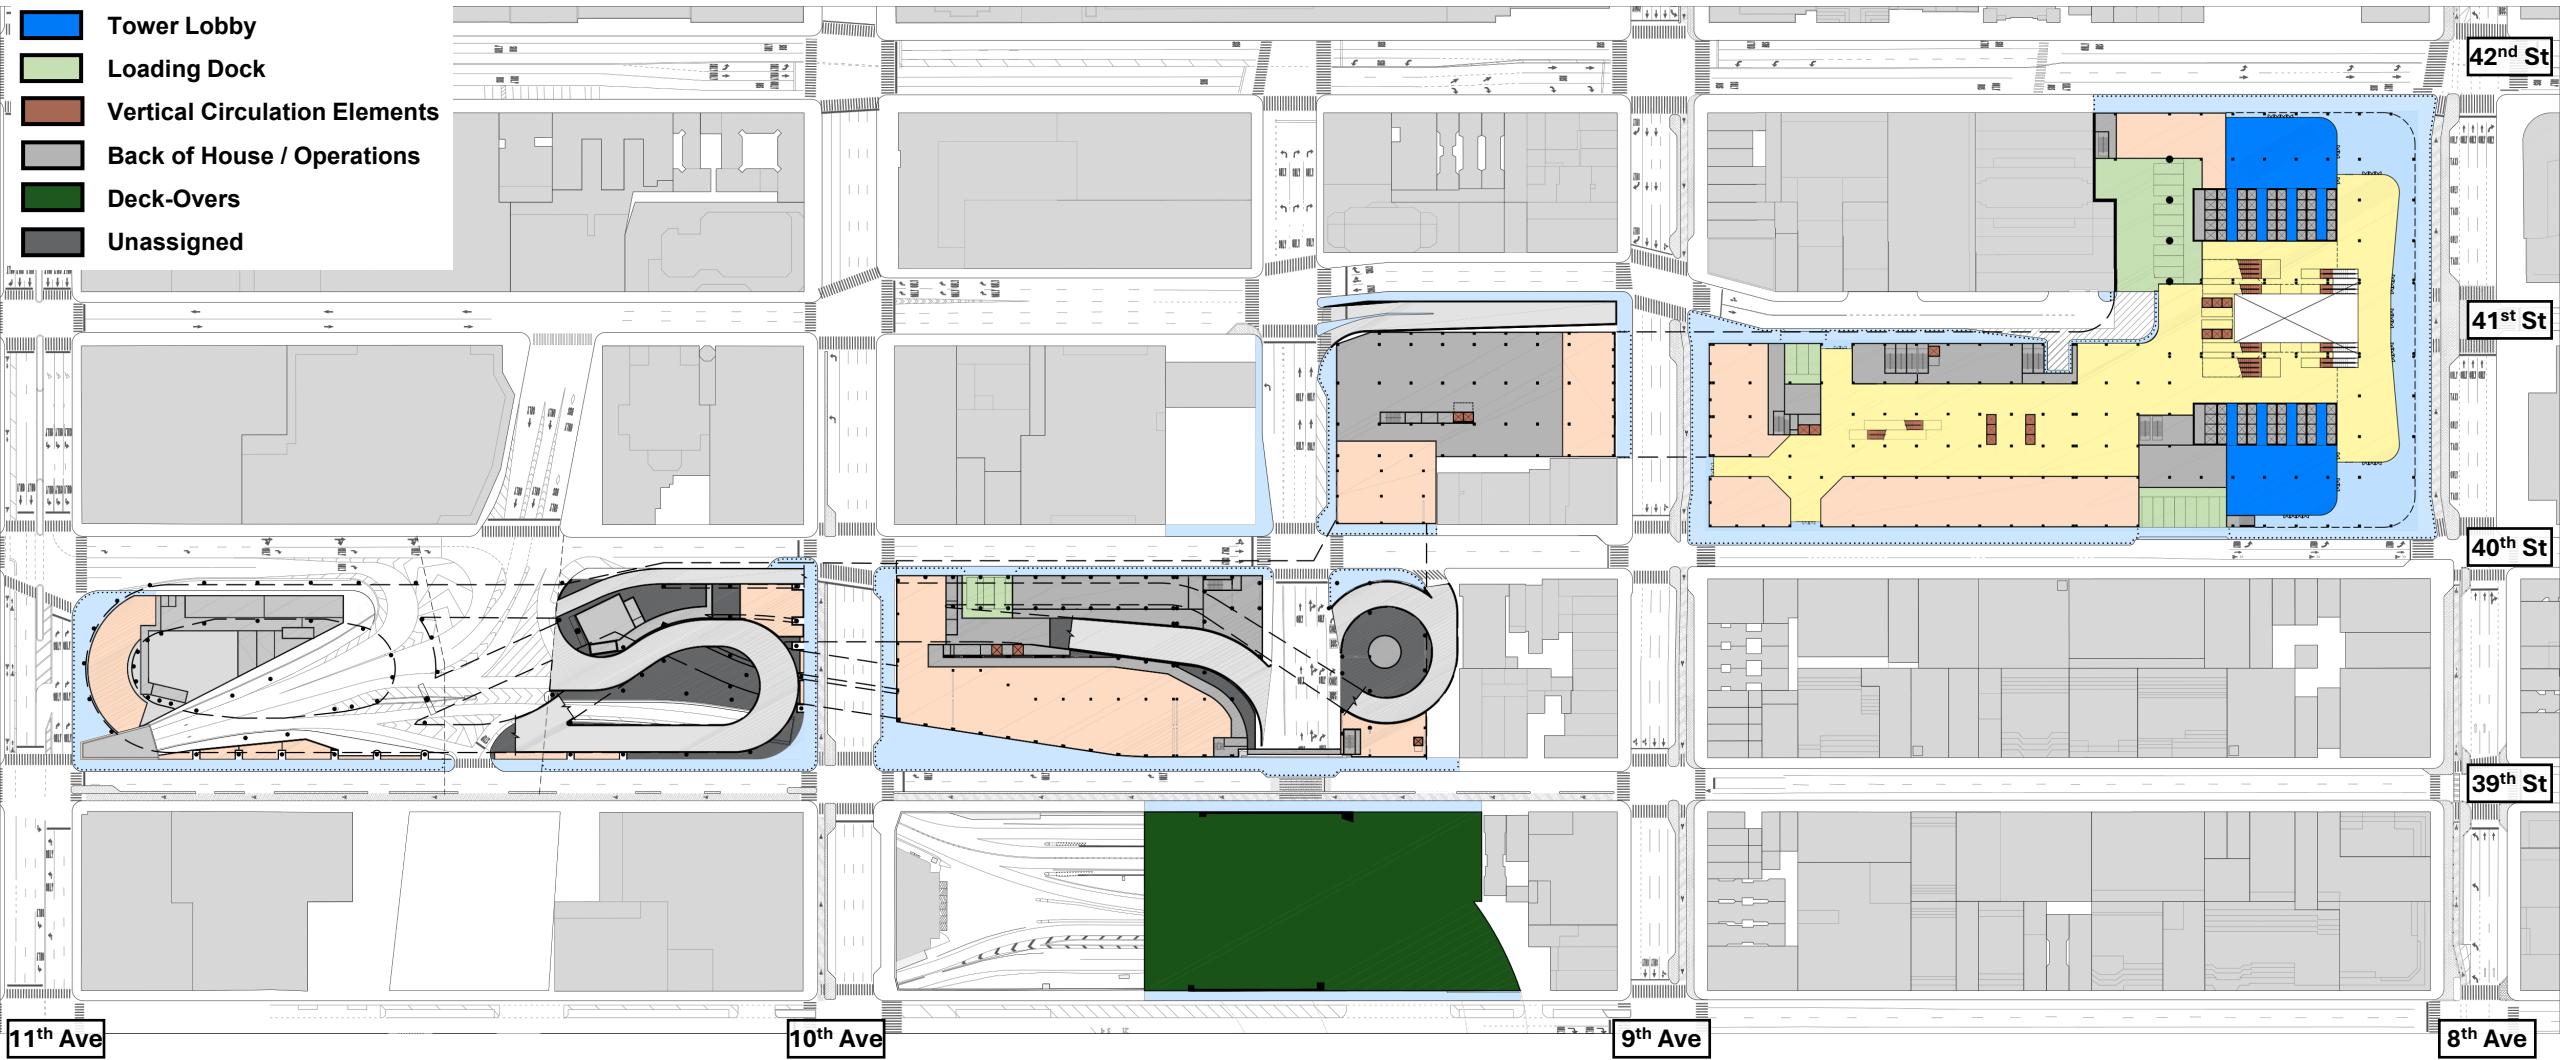 Tower Lobby
Loading Dock
Vertical Circulation Elements
Back of House / Operations
Deck-Overs
Unassigned
42nd St
41st St
40th St
39th St
11th Ave
10th Ave
9th Ave
8th Ave